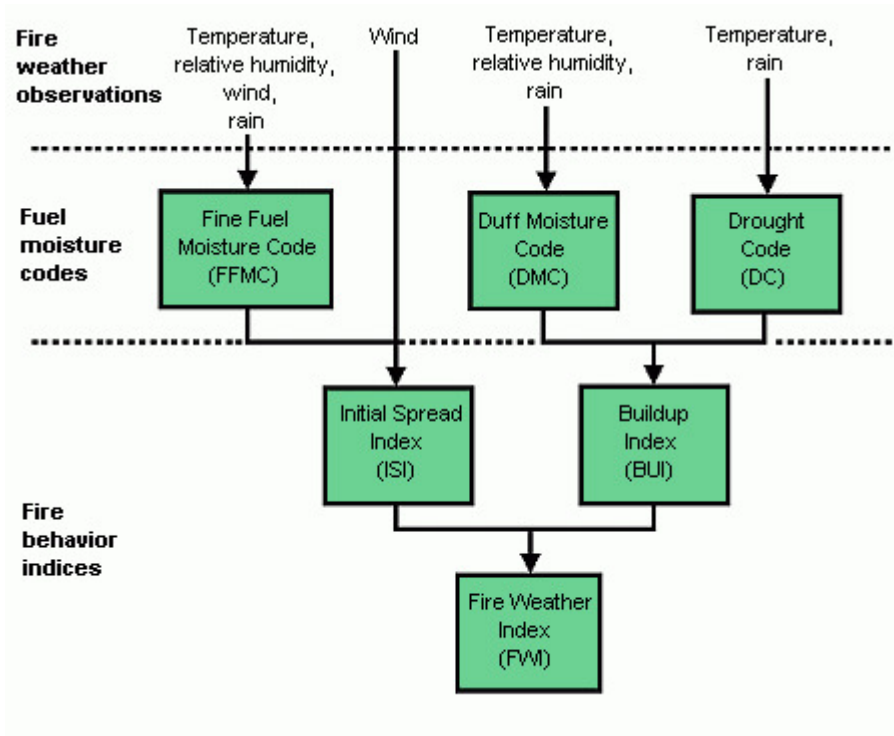 Fire
weather
observations
Temperature,
relative humidity,
wind,
rain
Wind
Temperature,
relative humidity,
rain
Temperature,
rain
Fuel
moisture
codes
Fine Fuel
Moisture Code
(FFMC)
Duff Moisture
Code
(DMC)
Drought
Code
(DC)
Fire
behavior
indices
Initial Spread
Index
(ISI)
Buildup
Index
(BUI)
Fire Weather
Index
(FWI)